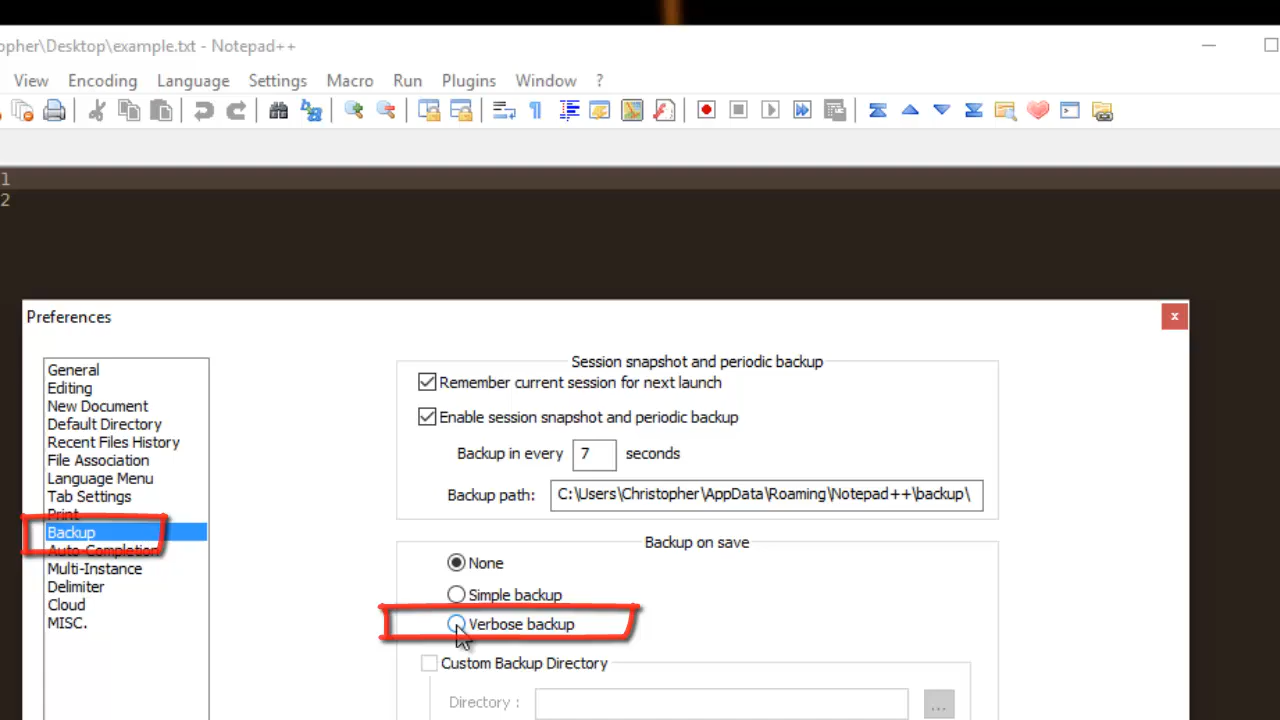 opher\Desktop\example.txt - Notepad++
View Encoding Language Settings Macro Run Plugins Window ?
1
2
Preferences
General
Editing
New Document
Default Directory
Recent Files History
File Association
Language Menu
Tab Settings
Print
Backup
Auto-Completion
Multi-Instance
Delimiter
Cloud
MISC.
Session snapshot and periodic backup
Remember current session for next launch
Enable session snapshot and periodic backup
Backup in every 7 seconds
Backup path: C:\Users\Christopher\AppData\Roaming\Notepad++\backup\
Backup on save
None
Simple backup
Verbose backup
Custom Backup Directory
Directory : ...